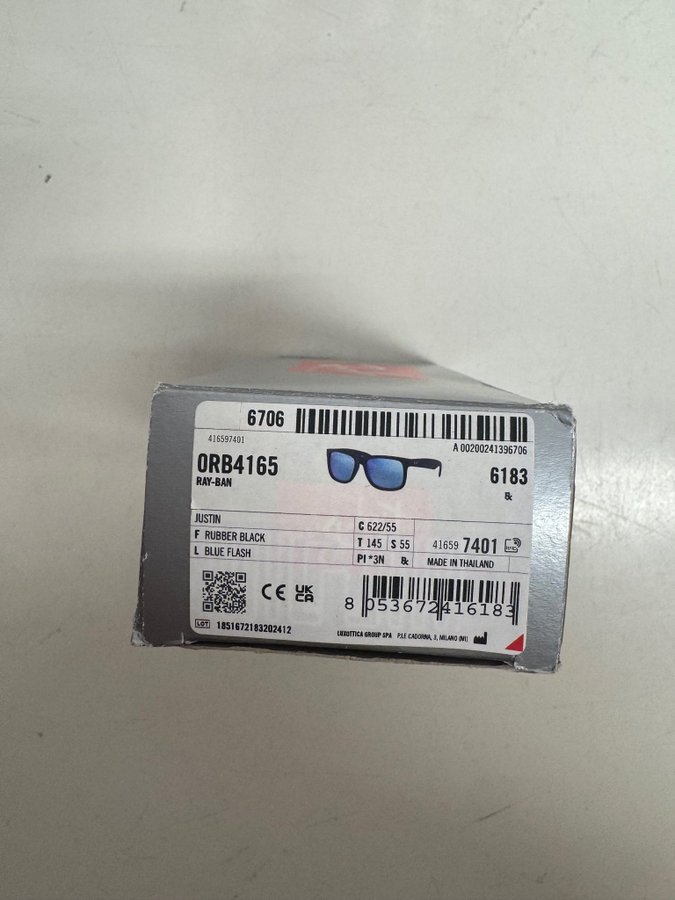 6706
416597401
A 00200241396706
0RB4165
RAY-BAN
6183
JUSTIN
C 622/55
F RUBBER BLACK
T 145 S 55
41659 7401
L BLUE FLASH
PI *3N
MADE IN THAILAND
CE UK CA
8 053672 416183
LOT 1851672183202412
LUXOTTICA GROUP SPA P.LE CADORNA, 3, MILANO (MI)